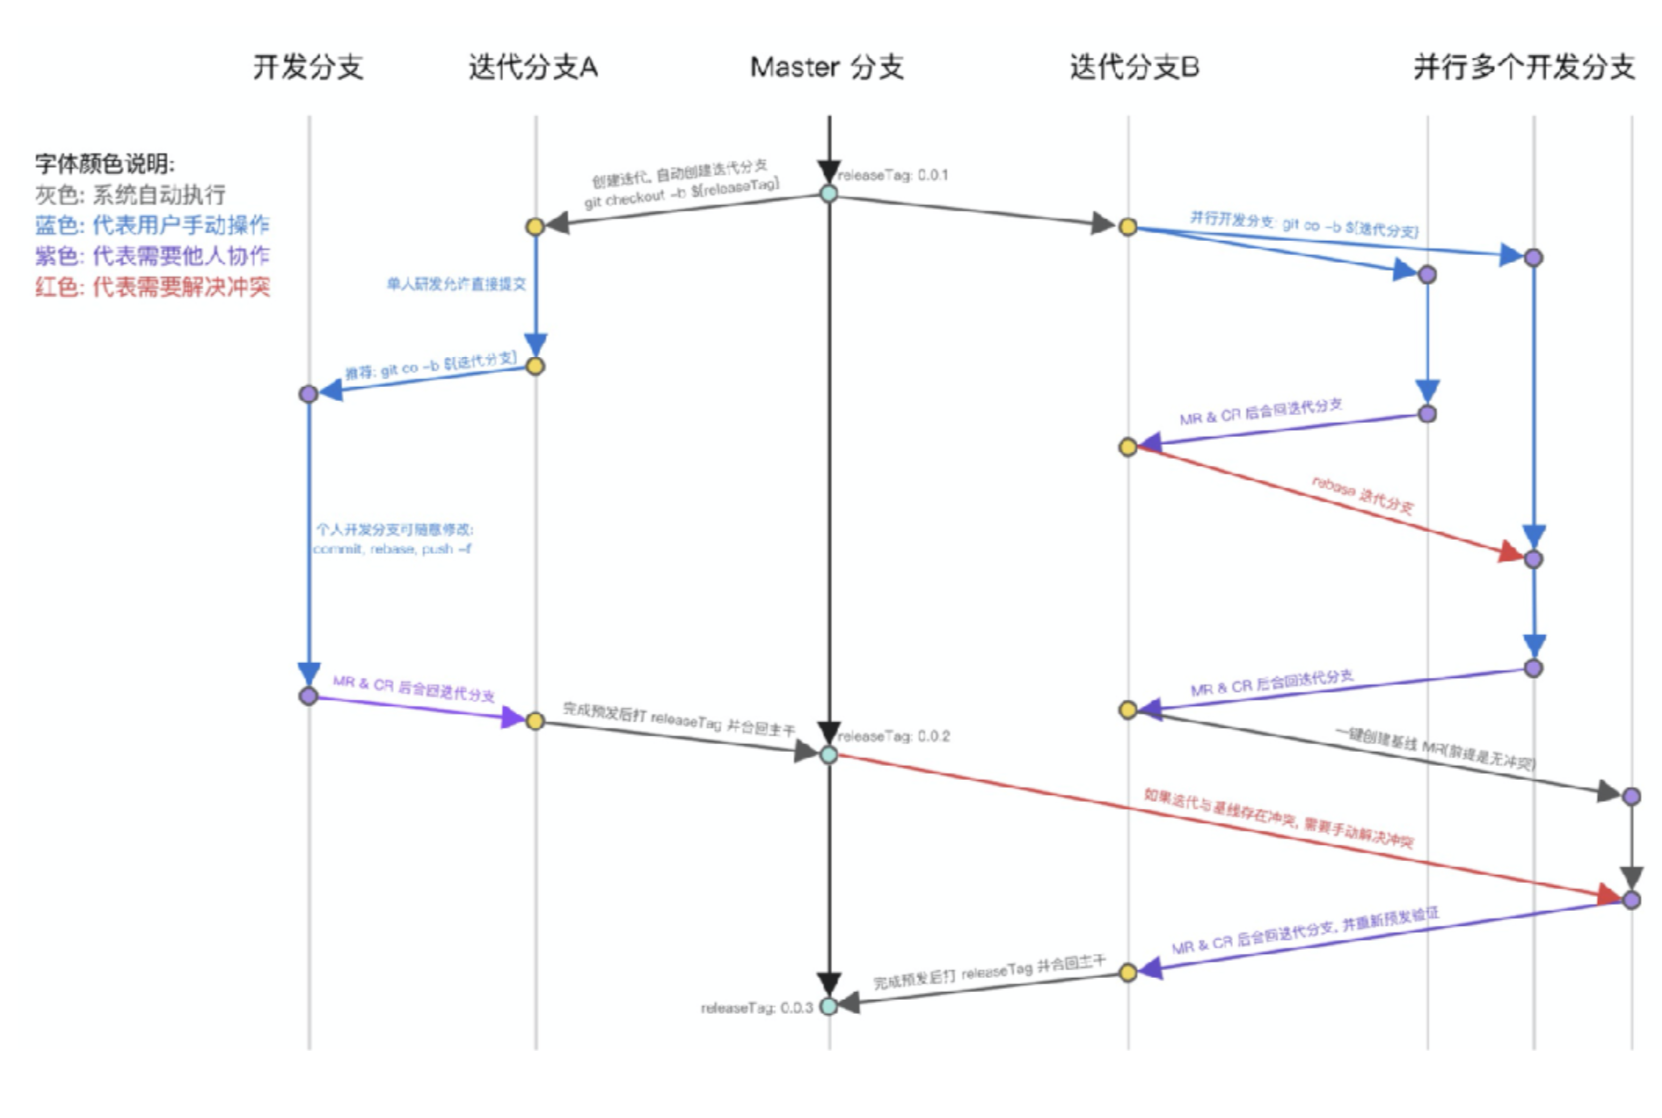 开发分支
迭代分支A
Master 分支
迭代分支B
并行多个开发分支
字体颜色说明:
灰色: 系统自动执行
蓝色: 代表用户手动操作
紫色: 代表需要他人协作
红色: 代表需要解决冲突
创建迭代, 自动创建迭代分支
git checkout -b ${releaseTag}
releaseTag: 0.0.1
并行开发分支: git co -b ${迭代分支}
单人研发允许直接提交
推荐: git co -b ${迭代分支}
MR & CR 后合回迭代分支
rebase 迭代分支
个人开发分支可随意修改:
commit, rebase, push -f
MR & CR 后合回迭代分支
MR & CR 后合回迭代分支
完成预发后打 releaseTag 并合回主干
releaseTag: 0.0.2
一键创建基线 MR(前提是无冲突)
如果迭代与基线存在冲突, 需要手动解决冲突
MR & CR 后合回迭代分支, 并重新预发验证
完成预发后打 releaseTag 并合回主干
releaseTag: 0.0.3